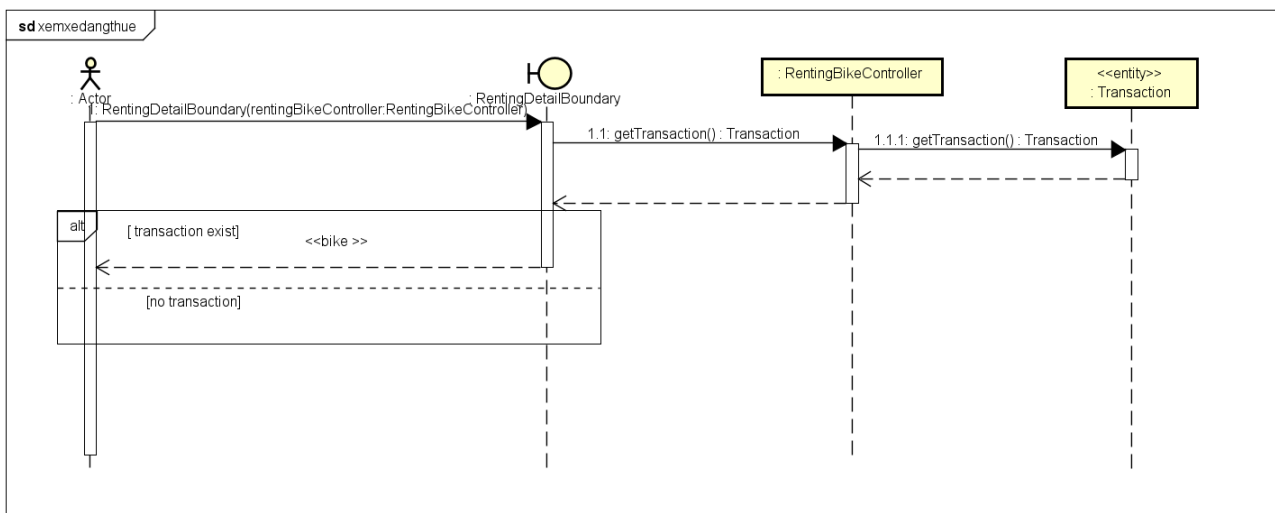 sd xemxedangthue
: Actor
: RentingDetailBoundary
: RentingBikeController
<<entity>>
: Transaction
1: RentingDetailBoundary(rentingBikeController:RentingBikeController)
1.1: getTransaction() : Transaction
1.1.1: getTransaction() : Transaction
alt
[ transaction exist]
<<bike >>
[no transaction]